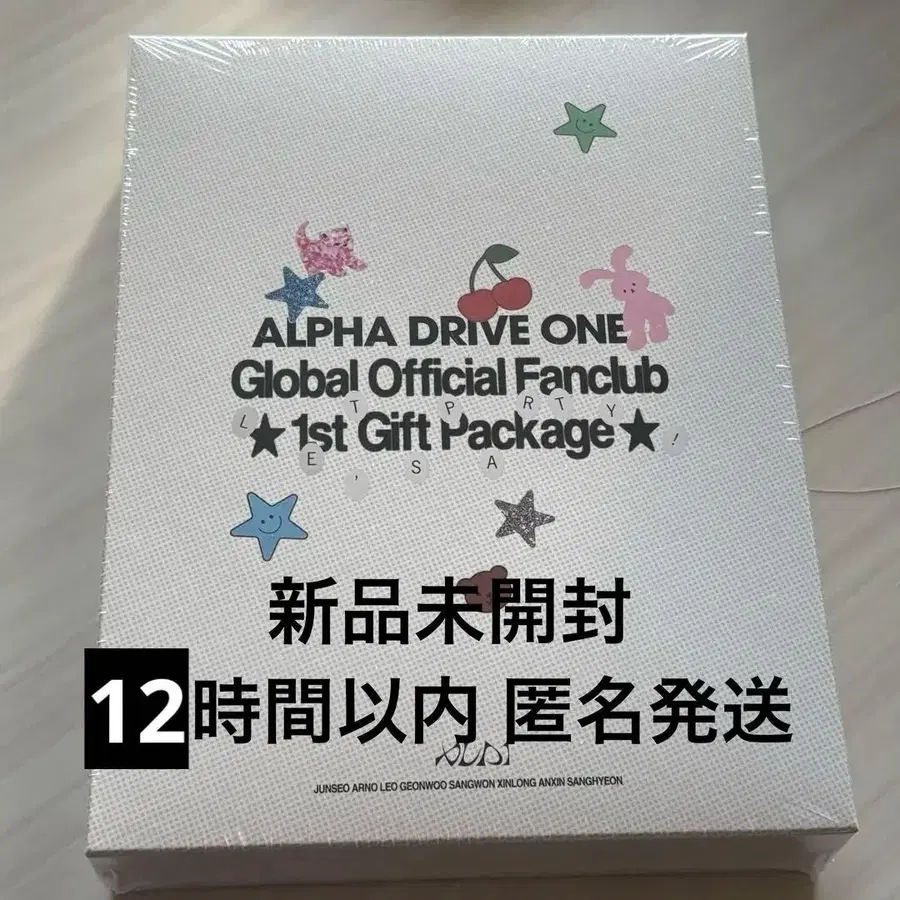 ALPHA DRIVE ONE
Global Official Fanclub
★1st Gift Package★
LET'S PARTY!
新品未開封
12時間以内 匿名発送
JUNSEO ARNO LEO GEONWOO SANGWON XINLONG ANXIN SANGHYEON